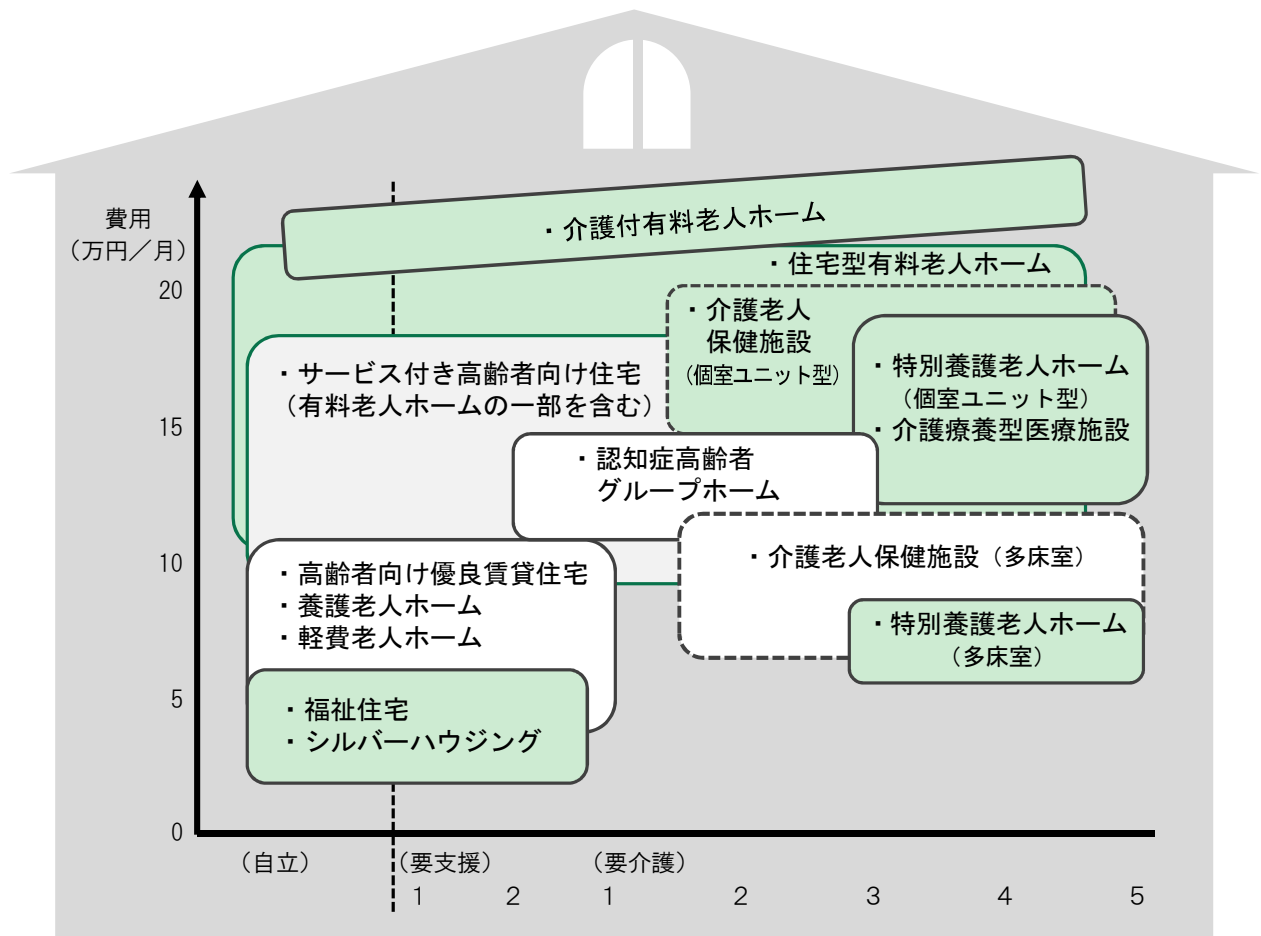 費用
（万円／月）
・介護付有料老人ホーム
・住宅型有料老人ホーム
20
・介護老人
保健施設
（個室ユニット型）
・サービス付き高齢者向け住宅
（有料老人ホームの一部を含む）
・特別養護老人ホーム
（個室ユニット型）
・介護療養型医療施設
15
・認知症高齢者
グループホーム
10
・介護老人保健施設（多床室）
・高齢者向け優良賃貸住宅
・養護老人ホーム
・軽費老人ホーム
・特別養護老人ホーム
（多床室）
5
・福祉住宅
・シルバーハウジング
0
（自立） （要支援） （要介護）
1 2 1 2 3 4 5